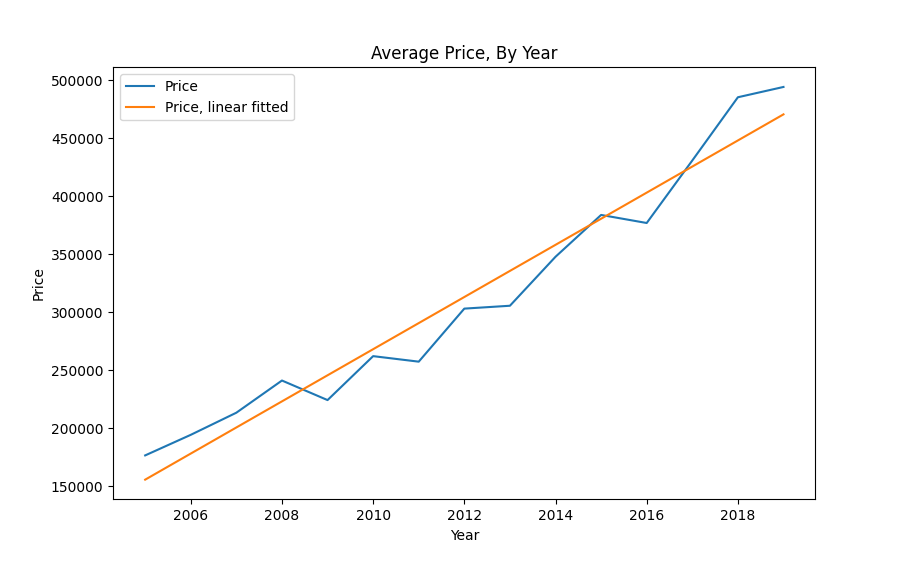 Average Price, By Year
Price
Price, linear fitted
500000
450000
400000
350000
300000
250000
200000
150000
Price
2006 2008 2010 2012 2014 2016 2018
Year